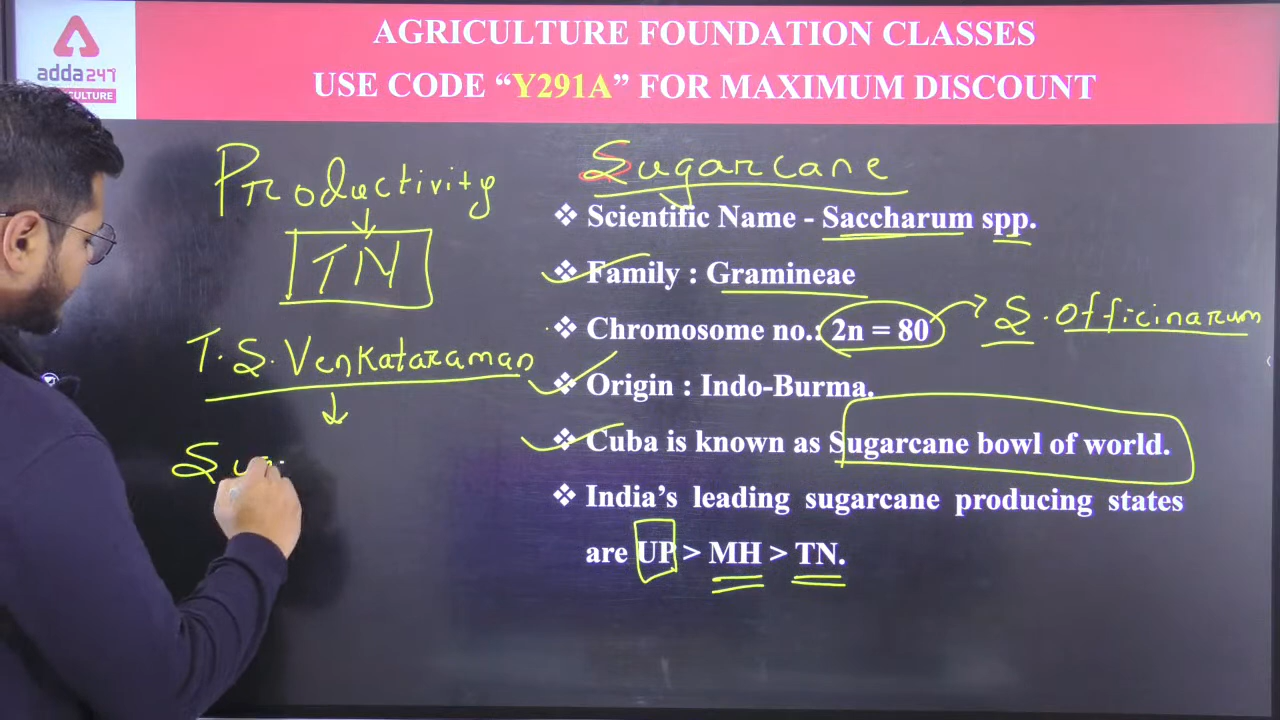 AGRICULTURE FOUNDATION CLASSES
USE CODE “Y291A” FOR MAXIMUM DISCOUNT
adda247
Productivity
TN
T.S. Venkataraman
Sug
Sugarcane
❖ Scientific Name - Saccharum spp.
❖ Family : Gramineae
❖ Chromosome no.: 2n = 80 → S. Officinarum
❖ Origin : Indo-Burma.
❖ Cuba is known as Sugarcane bowl of world.
❖ India’s leading sugarcane producing states
are UP > MH > TN.